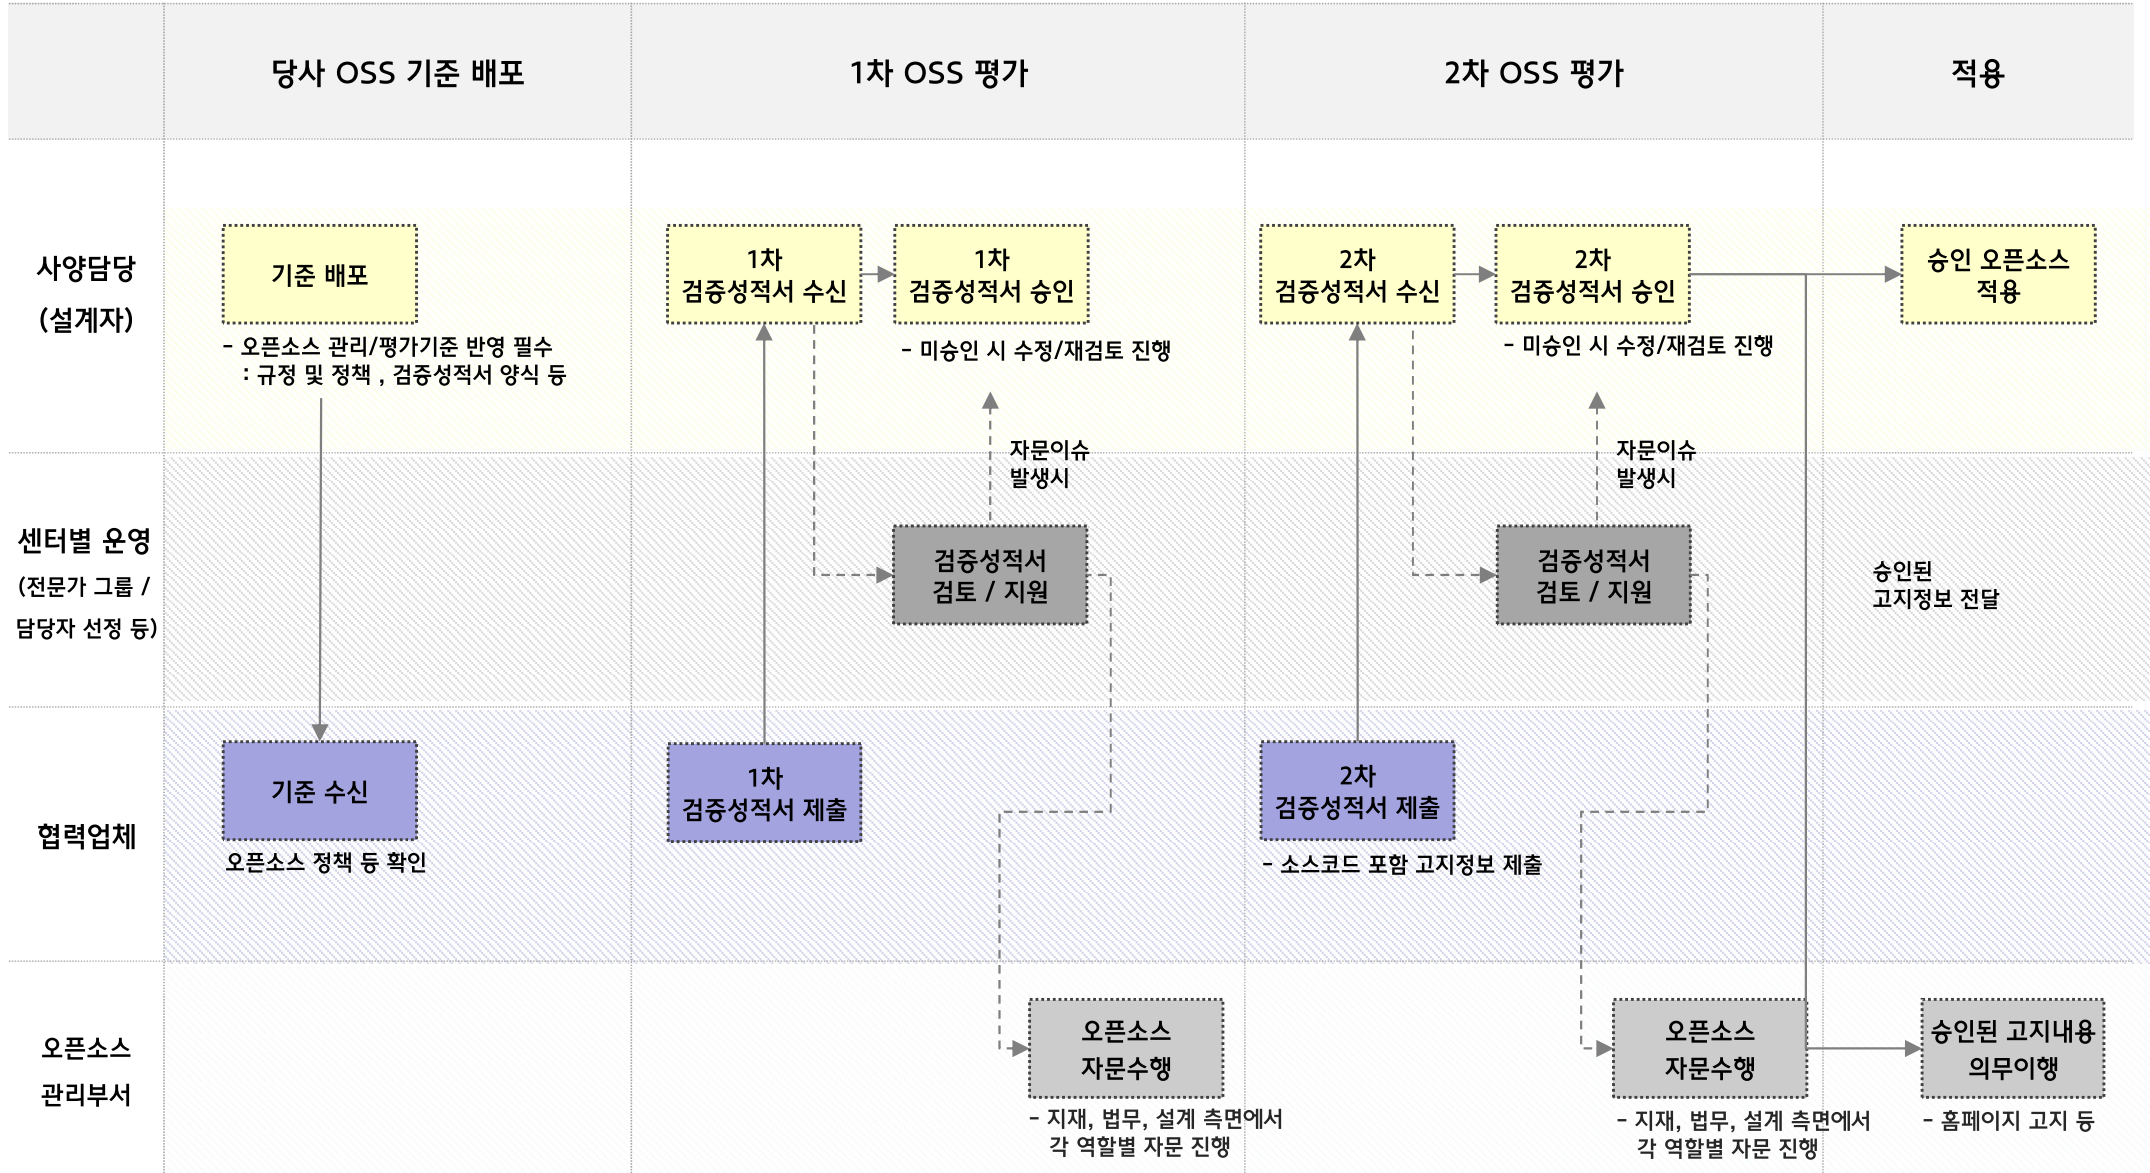 당사 OSS 기준 배포
1차 OSS 평가
2차 OSS 평가
적용
사양담당
(설계자)
기준 배포
- 오픈소스 관리/평가기준 반영 필수
: 규정 및 정책 , 검증성적서 양식 등
1차
검증성적서 수신
1차
검증성적서 승인
- 미승인 시 수정/재검토 진행
2차
검증성적서 수신
2차
검증성적서 승인
- 미승인 시 수정/재검토 진행
승인 오픈소스
적용
자문이슈
발생시
자문이슈
발생시
센터별 운영
(전문가 그룹 /
담당자 선정 등)
검증성적서
검토 / 지원
검증성적서
검토 / 지원
승인된
고지정보 전달
협력업체
기준 수신
오픈소스 정책 등 확인
1차
검증성적서 제출
2차
검증성적서 제출
- 소스코드 포함 고지정보 제출
오픈소스
관리부서
오픈소스
자문수행
- 지재, 법무, 설계 측면에서
각 역할별 자문 진행
오픈소스
자문수행
- 지재, 법무, 설계 측면에서
각 역할별 자문 진행
승인된 고지내용
의무이행
- 홈페이지 고지 등